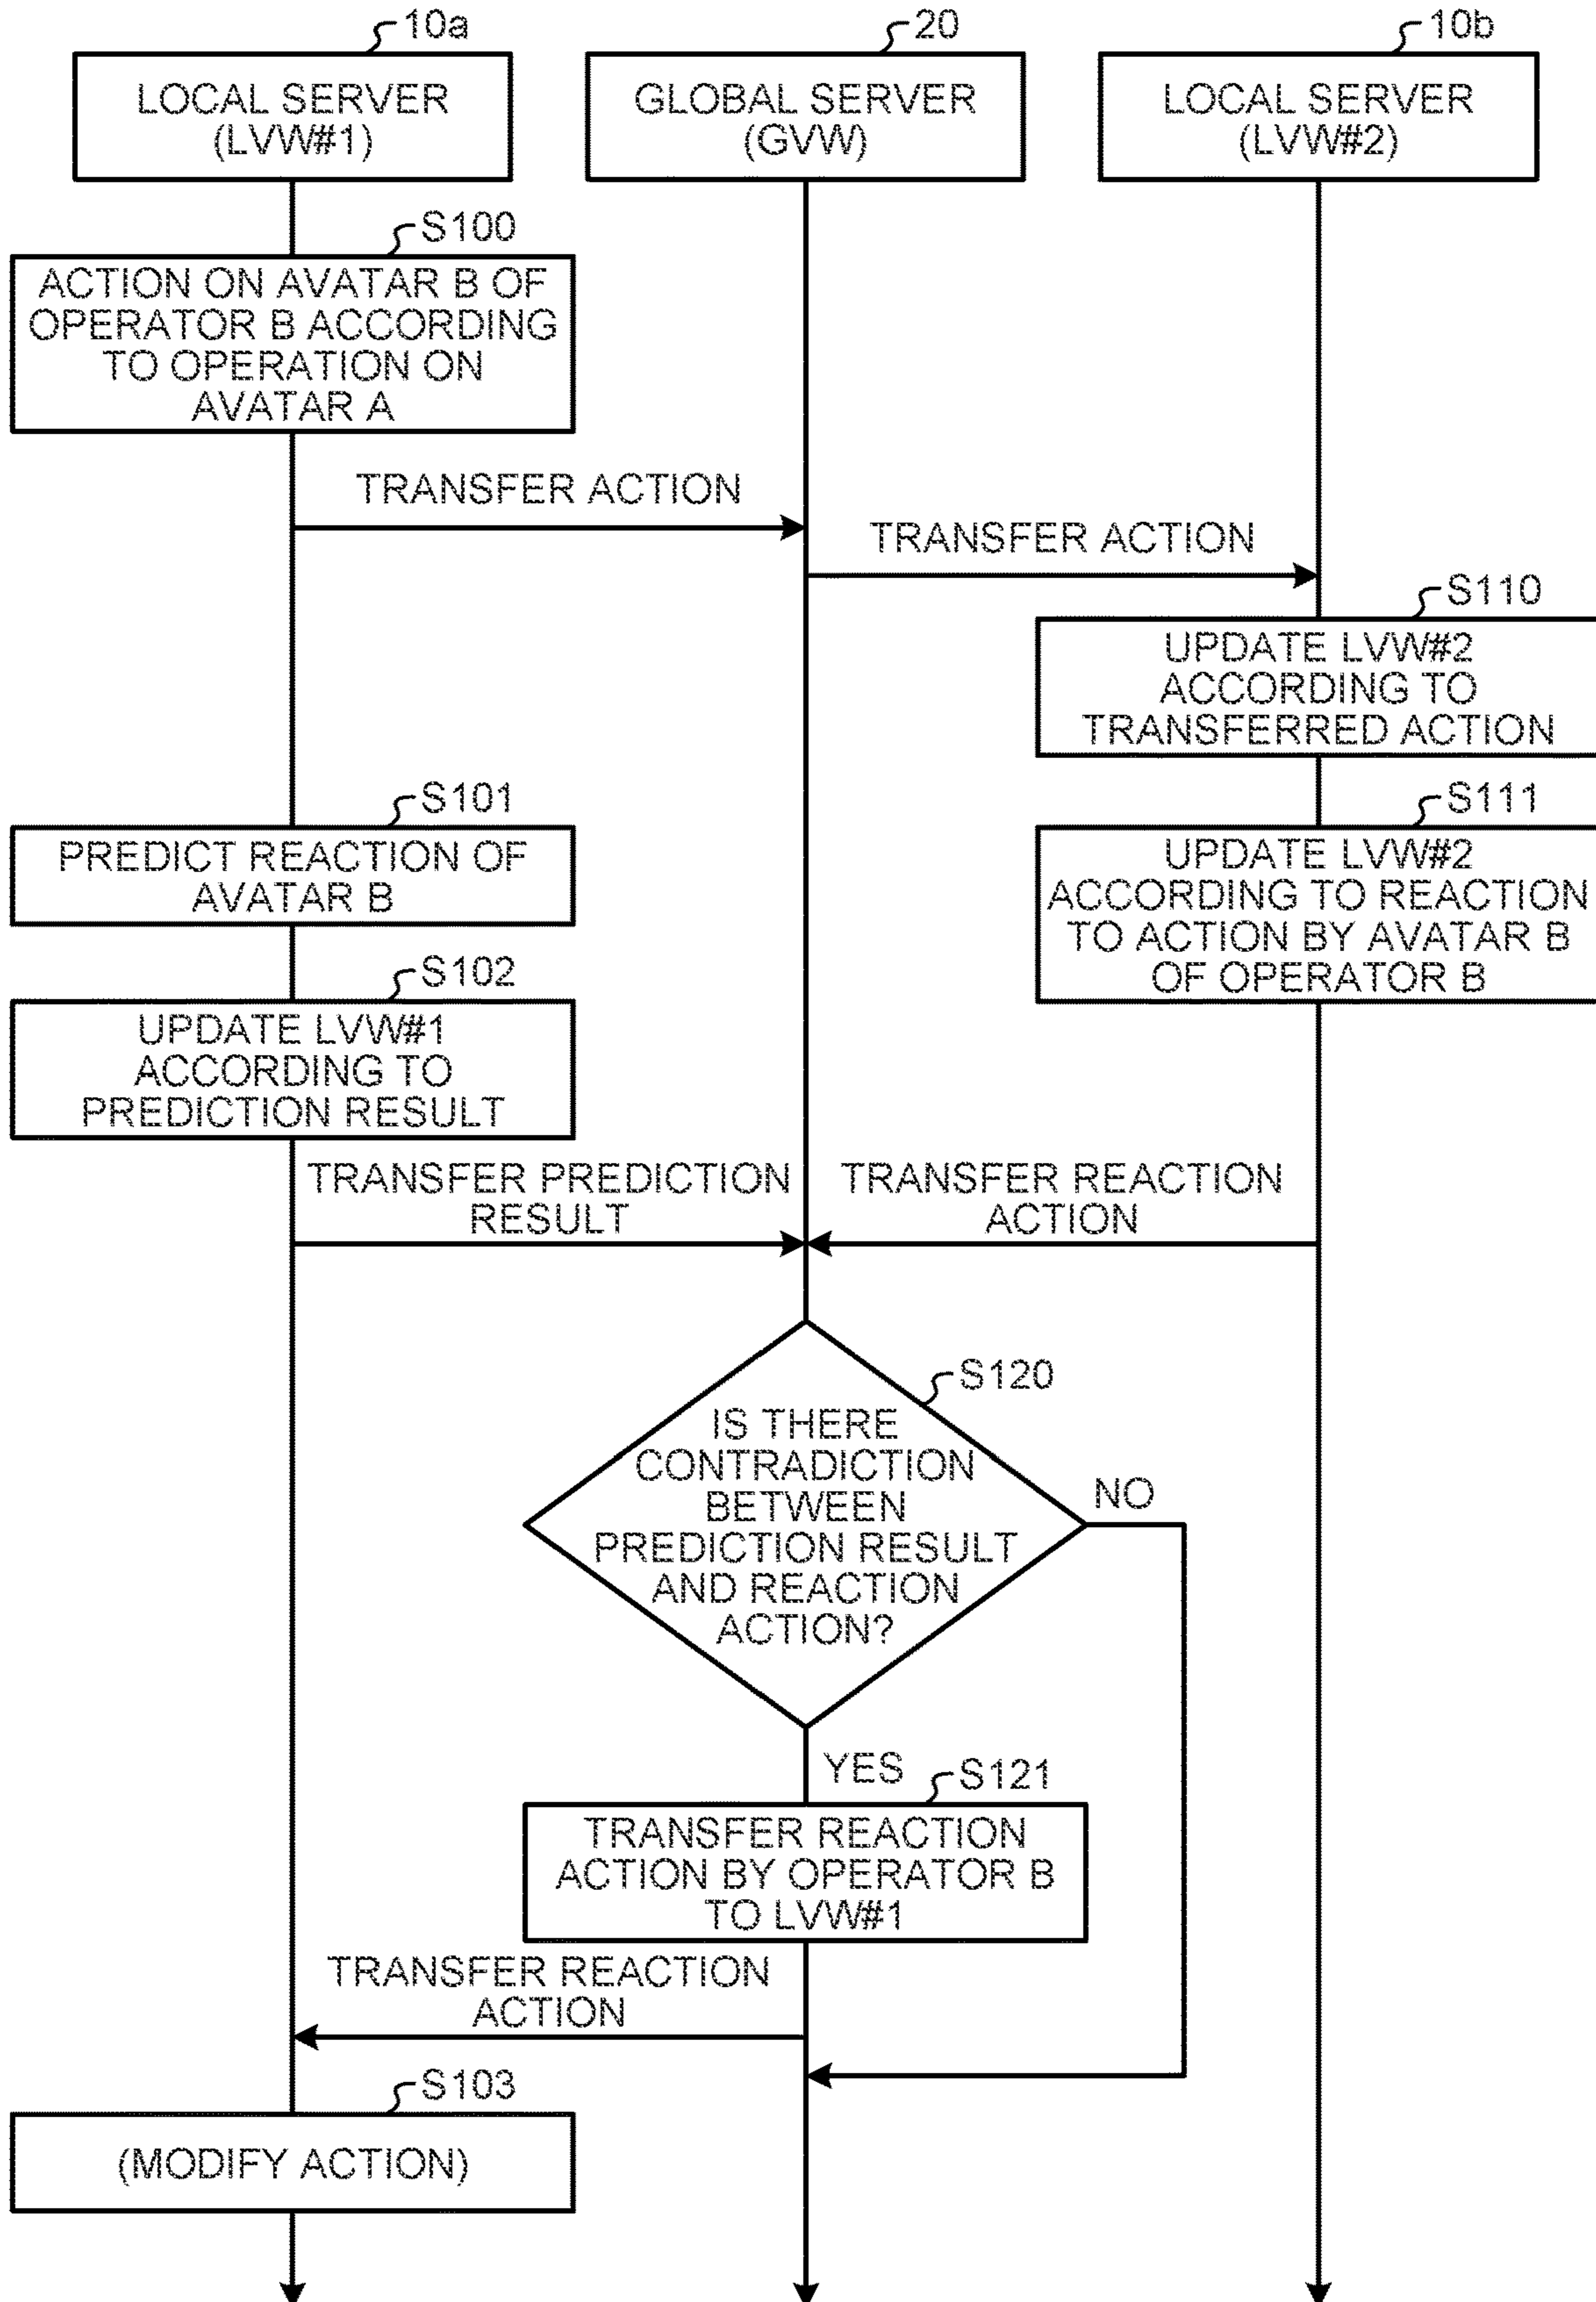 10a
20
10b
LOCAL SERVER
(LVW#1)
GLOBAL SERVER
(GVW)
LOCAL SERVER
(LVW#2)
S100
ACTION ON AVATAR B OF
OPERATOR B ACCORDING
TO OPERATION ON
AVATAR A
TRANSFER ACTION
TRANSFER ACTION
S110
UPDATE LVW#2
ACCORDING TO
TRANSFERRED ACTION
S101
PREDICT REACTION OF
AVATAR B
S111
UPDATE LVW#2
ACCORDING TO REACTION
TO ACTION BY AVATAR B
OF OPERATOR B
S102
UPDATE LVW#1
ACCORDING TO
PREDICTION RESULT
TRANSFER PREDICTION
RESULT
TRANSFER REACTION
ACTION
S120
IS THERE
CONTRADICTION
BETWEEN
PREDICTION RESULT
AND REACTION
ACTION?
NO
YES
S121
TRANSFER REACTION
ACTION BY OPERATOR B
TO LVW#1
TRANSFER REACTION
ACTION
S103
(MODIFY ACTION)